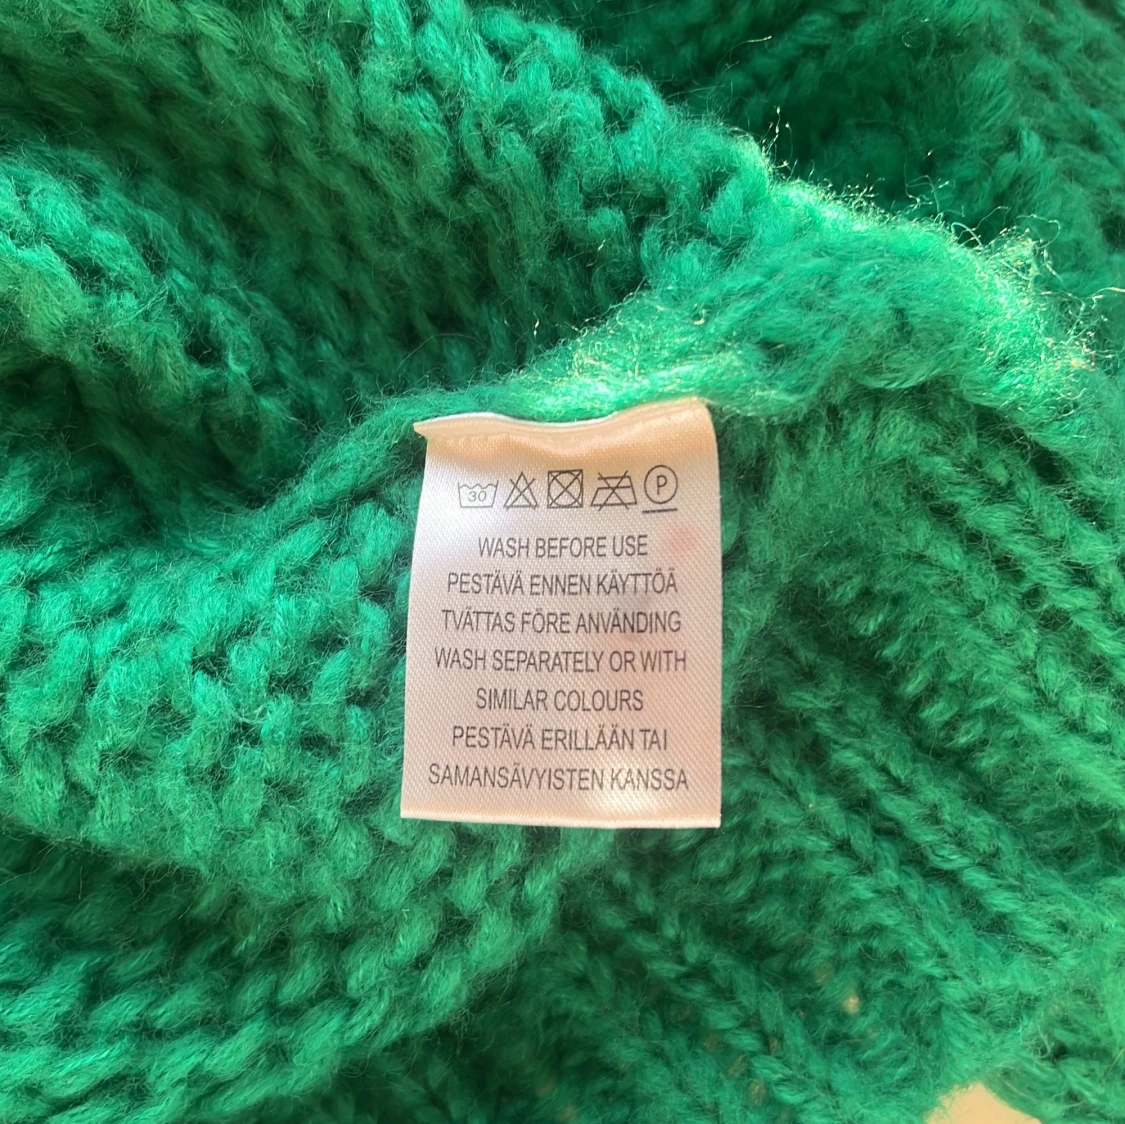 30 P
WASH BEFORE USE
PESTÄVÄ ENNEN KÄYTTÖÄ
TVÄTTAS FÖRE ANVÄNDING
WASH SEPARATELY OR WITH
SIMILAR COLOURS
PESTÄVÄ ERILLÄÄN TAI
SAMANSÄVYISTEN KANSSA